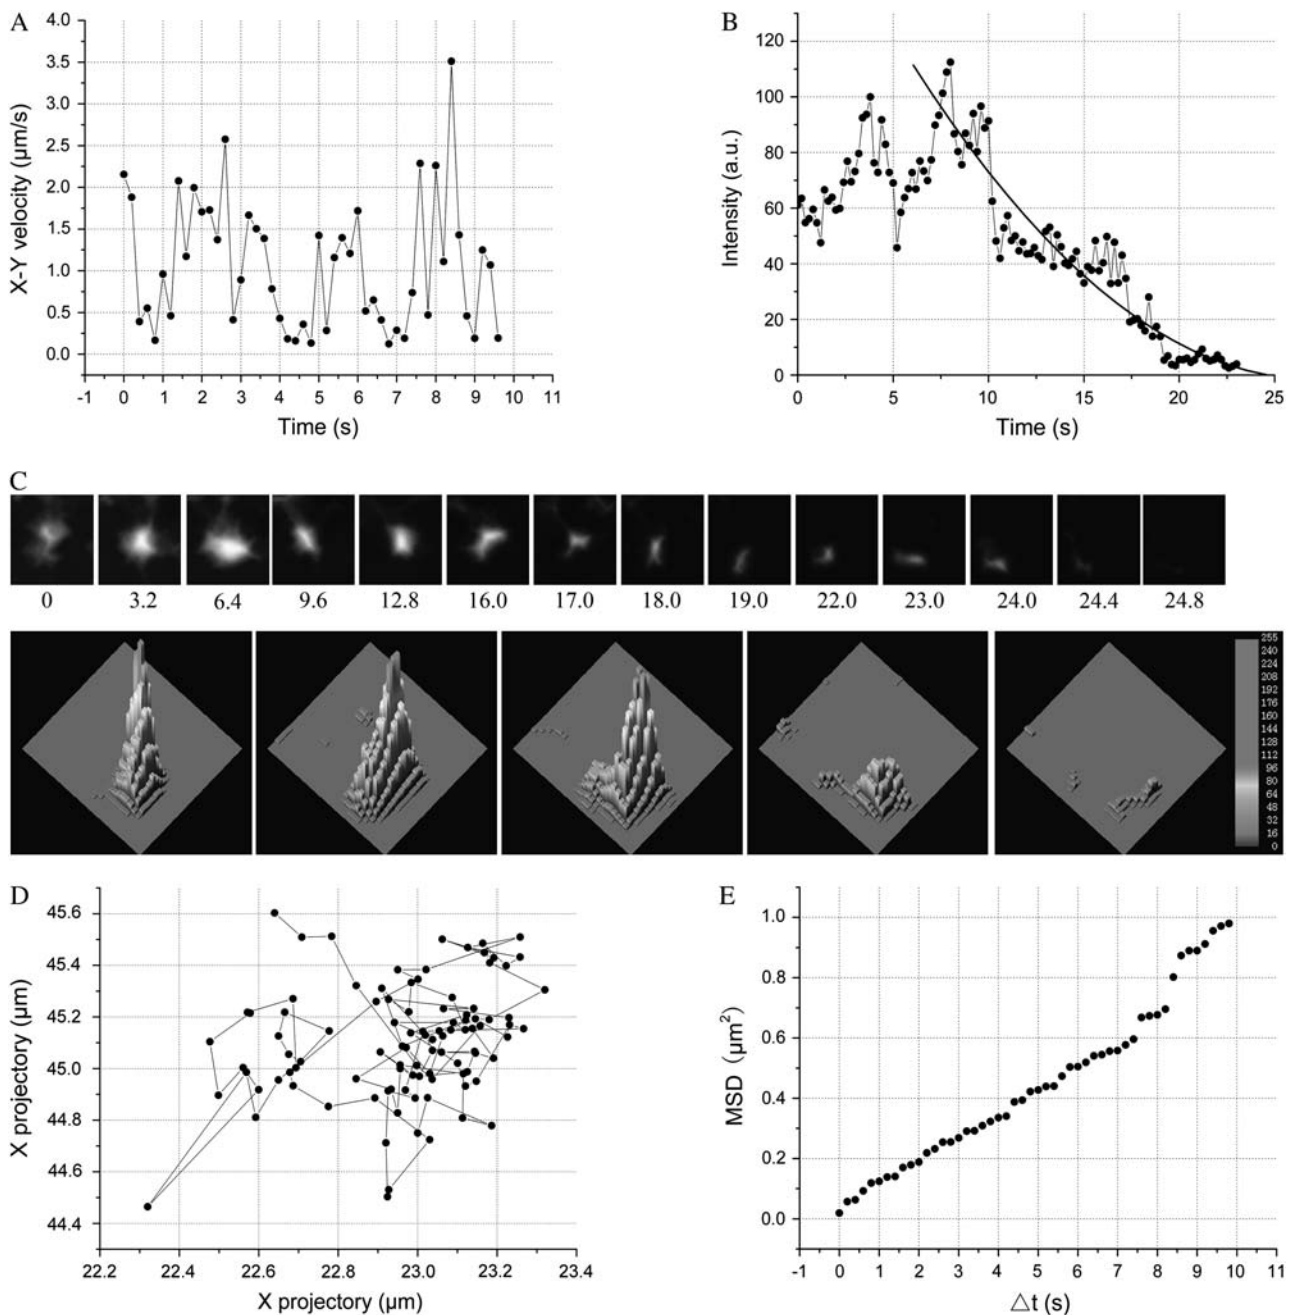 A
X-Y velocity (µm/s)
4.0
3.5
3.0
2.5
2.0
1.5
1.0
0.5
0.0
-1 0 1 2 3 4 5 6 7 8 9 10 11
Time (s)
B
Intensity (a.u.)
120
100
80
60
40
20
0
0 5 10 15 20 25
Time (s)
C
0 3.2 6.4 9.6 12.8 16.0 17.0 18.0 19.0 22.0 23.0 24.0 24.4 24.8
255
240
224
208
192
176
160
144
128
112
96
80
64
48
32
16
0
D
X projectory (µm)
45.6
45.4
45.2
45.0
44.8
44.6
44.3
22.2 22.4 22.6 22.8 23.0 23.2 23.4
X projectory (µm)
E
MSD (µm²)
1.0
0.8
0.6
0.4
0.2
0.0
-1 0 1 2 3 4 5 6 7 8 9 10 11
△t (s)